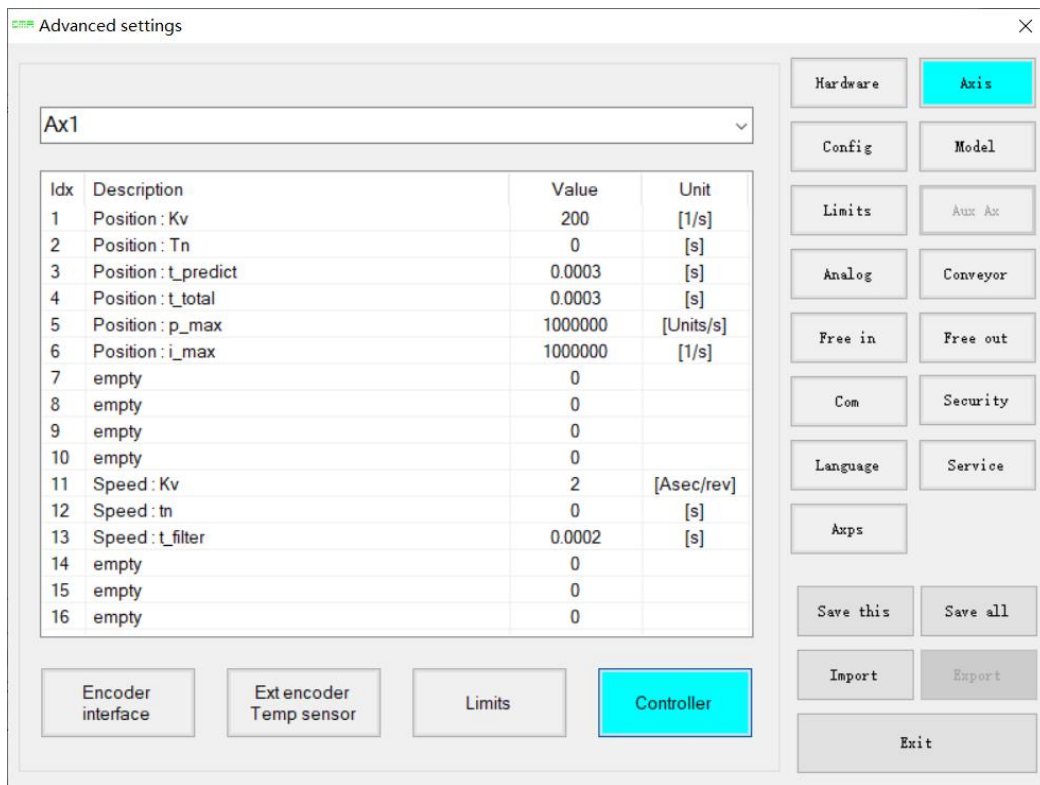 CMA Advanced settings
Ax1
Idx Description Value Unit
1 Position : Kv 200 [1/s]
2 Position : Tn 0 [s]
3 Position : t_predict 0.0003 [s]
4 Position : t_total 0.0003 [s]
5 Position : p_max 1000000 [Units/s]
6 Position : i_max 1000000 [1/s]
7 empty 0
8 empty 0
9 empty 0
10 empty 0
11 Speed : Kv 2 [Asec/rev]
12 Speed : tn 0 [s]
13 Speed : t_filter 0.0002 [s]
14 empty 0
15 empty 0
16 empty 0
Encoder
interface
Ext encoder
Temp sensor
Limits
Controller
Hardware Axis
Config Model
Limits Aux Ax
Analog Conveyor
Free in Free out
Com Security
Language Service
Axps
Save this Save all
Import Export
Exit